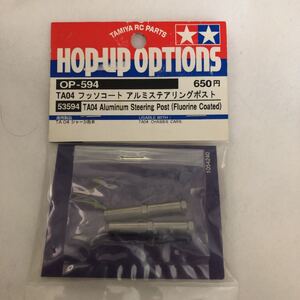 TAMIYA RC PARTS
HOP-UP OPTIONS
OP-594
650円
TA04 フッソコート アルミステアリングポスト
53594 TA04 Aluminum Steering Post (Fluorine Coated)
USABLE WITH
TA04 CHASSIS CARS